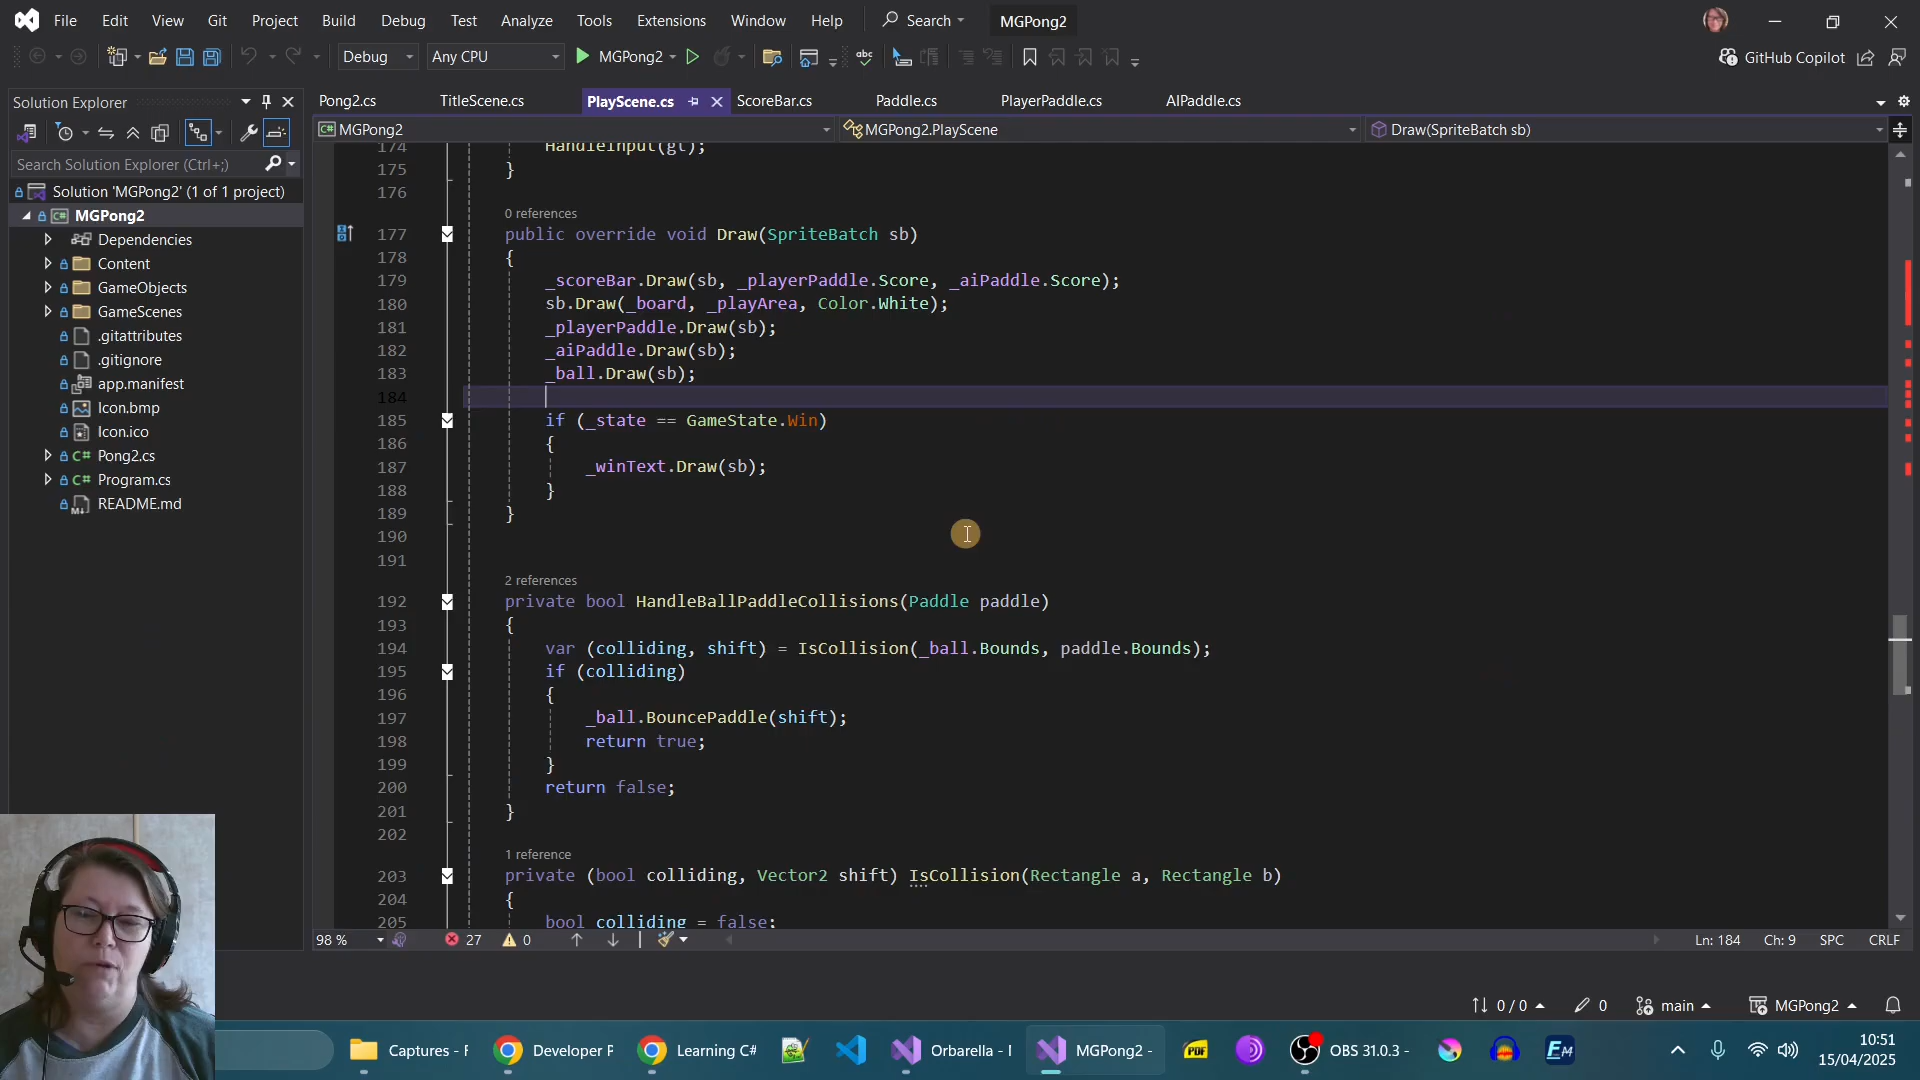 File Edit View Git Project Build Debug Test Analyze Tools Extensions Window Help Search MGPong2
Debug Any CPU MGPong2 GitHub Copilot
Solution Explorer
Pong2.cs TitleScene.cs PlayScene.cs ScoreBar.cs Paddle.cs PlayerPaddle.cs AIPaddle.cs
MGPong2 MGPong2.PlayScene Draw(SpriteBatch sb)
Search Solution Explorer (Ctrl+;)
Solution 'MGPong2' (1 of 1 project)
MGPong2
Dependencies
Content
GameObjects
GameScenes
.gitattributes
.gitignore
app.manifest
Icon.bmp
Icon.ico
Pong2.cs
Program.cs
README.md
174 HandleInput(gt);
175 }
176
0 references
177 public override void Draw(SpriteBatch sb)
178 {
179 _scoreBar.Draw(sb, _playerPaddle.Score, _aiPaddle.Score);
180 sb.Draw(_board, _playArea, Color.White);
181 _playerPaddle.Draw(sb);
182 _aiPaddle.Draw(sb);
183 _ball.Draw(sb);
184
185 if (_state == GameState.Win)
186 {
187 _winText.Draw(sb);
188 }
189 }
190
191
2 references
192 private bool HandleBallPaddleCollisions(Paddle paddle)
193 {
194 var (colliding, shift) = IsCollision(_ball.Bounds, paddle.Bounds);
195 if (colliding)
196 {
197 _ball.BouncePaddle(shift);
198 return true;
199 }
200 return false;
201 }
202
1 reference
203 private (bool colliding, Vector2 shift) IsCollision(Rectangle a, Rectangle b)
204 {
205 bool colliding = false;
98 % 27 0 Ln: 184 Ch: 9 SPC CRLF
0 / 0 0 main MGPong2
Captures - F Developer F Learning C# Orbarella - I MGPong2 - PDF OBS 31.0.3 - FM 10:51
15/04/2025